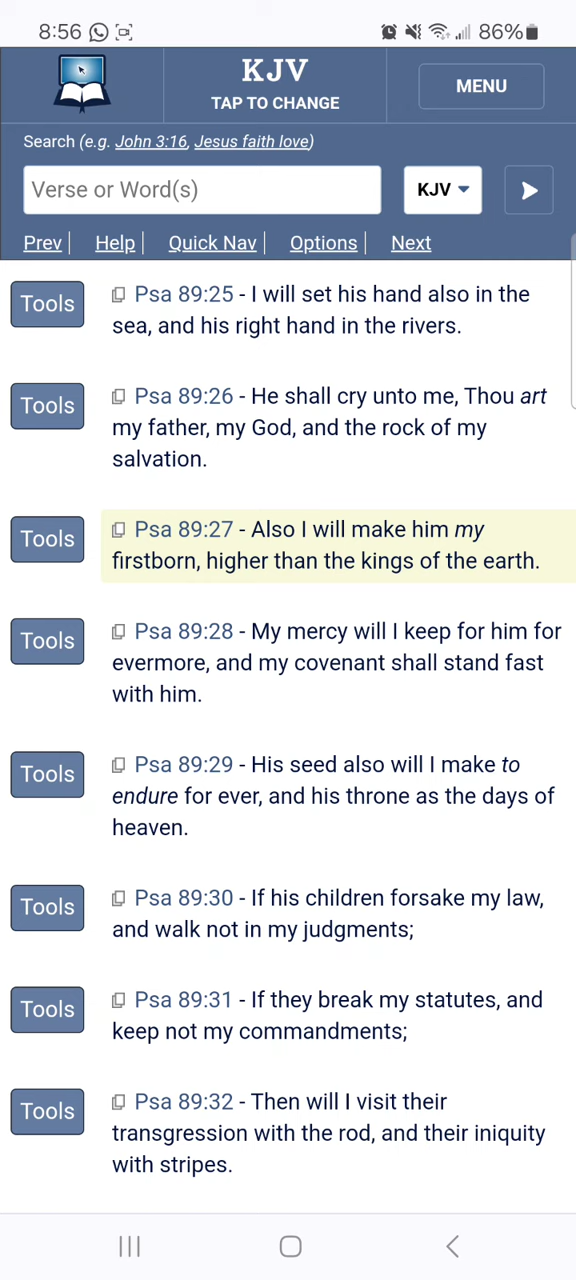 8:56
86%
KJV
TAP TO CHANGE
MENU
Search (e.g. John 3:16, Jesus faith love)
Verse or Word(s)
KJV
Prev | Help | Quick Nav | Options | Next
Tools
Psa 89:25 - I will set his hand also in the
sea, and his right hand in the rivers.
Tools
Psa 89:26 - He shall cry unto me, Thou art
my father, my God, and the rock of my
salvation.
Tools
Psa 89:27 - Also I will make him my
firstborn, higher than the kings of the earth.
Tools
Psa 89:28 - My mercy will I keep for him for
evermore, and my covenant shall stand fast
with him.
Tools
Psa 89:29 - His seed also will I make to
endure for ever, and his throne as the days of
heaven.
Tools
Psa 89:30 - If his children forsake my law,
and walk not in my judgments;
Tools
Psa 89:31 - If they break my statutes, and
keep not my commandments;
Tools
Psa 89:32 - Then will I visit their
transgression with the rod, and their iniquity
with stripes.